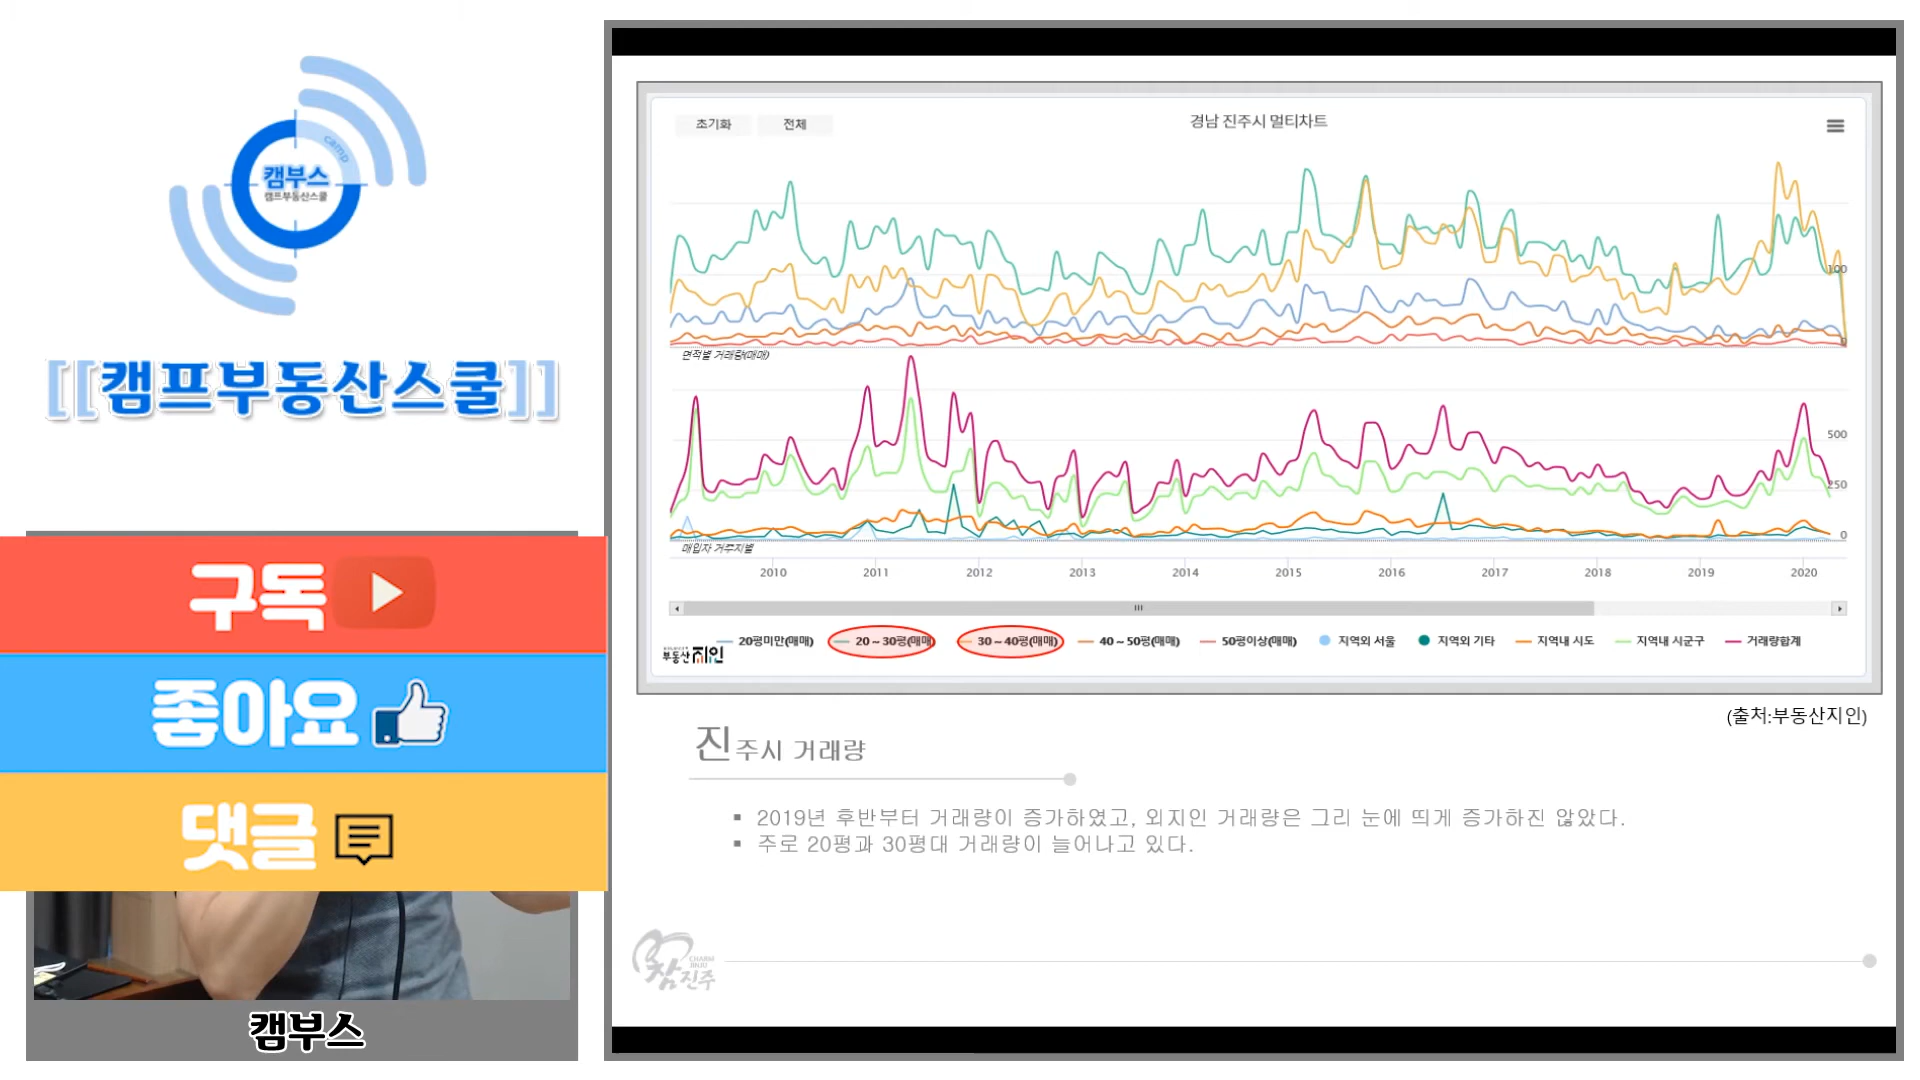 camp
캠부스
캠프부동산스쿨
[[캠프부동산스쿨]]
구독
좋아요
댓글
캠부스
초기화 전체
경남 진주시 멀티차트
100
0
면적별 거래량(매매)
500
250
0
매입자 거주지별
2010 2011 2012 2013 2014 2015 2016 2017 2018 2019 2020
20평미만(매매) 20~30평(매매) 30~40평(매매) 40~50평(매매) 50평이상(매매) 지역외 서울 지역외 기타 지역내 시도 지역내 시군구 거래량합계
부동산지인
(출처:부동산지인)
진주시 거래량
▪ 2019년 후반부터 거래량이 증가하였고, 외지인 거래량은 그리 눈에 띄게 증가하진 않았다.
▪ 주로 20평과 30평대 거래량이 늘어나고 있다.
CHARM
JINJU
참진주